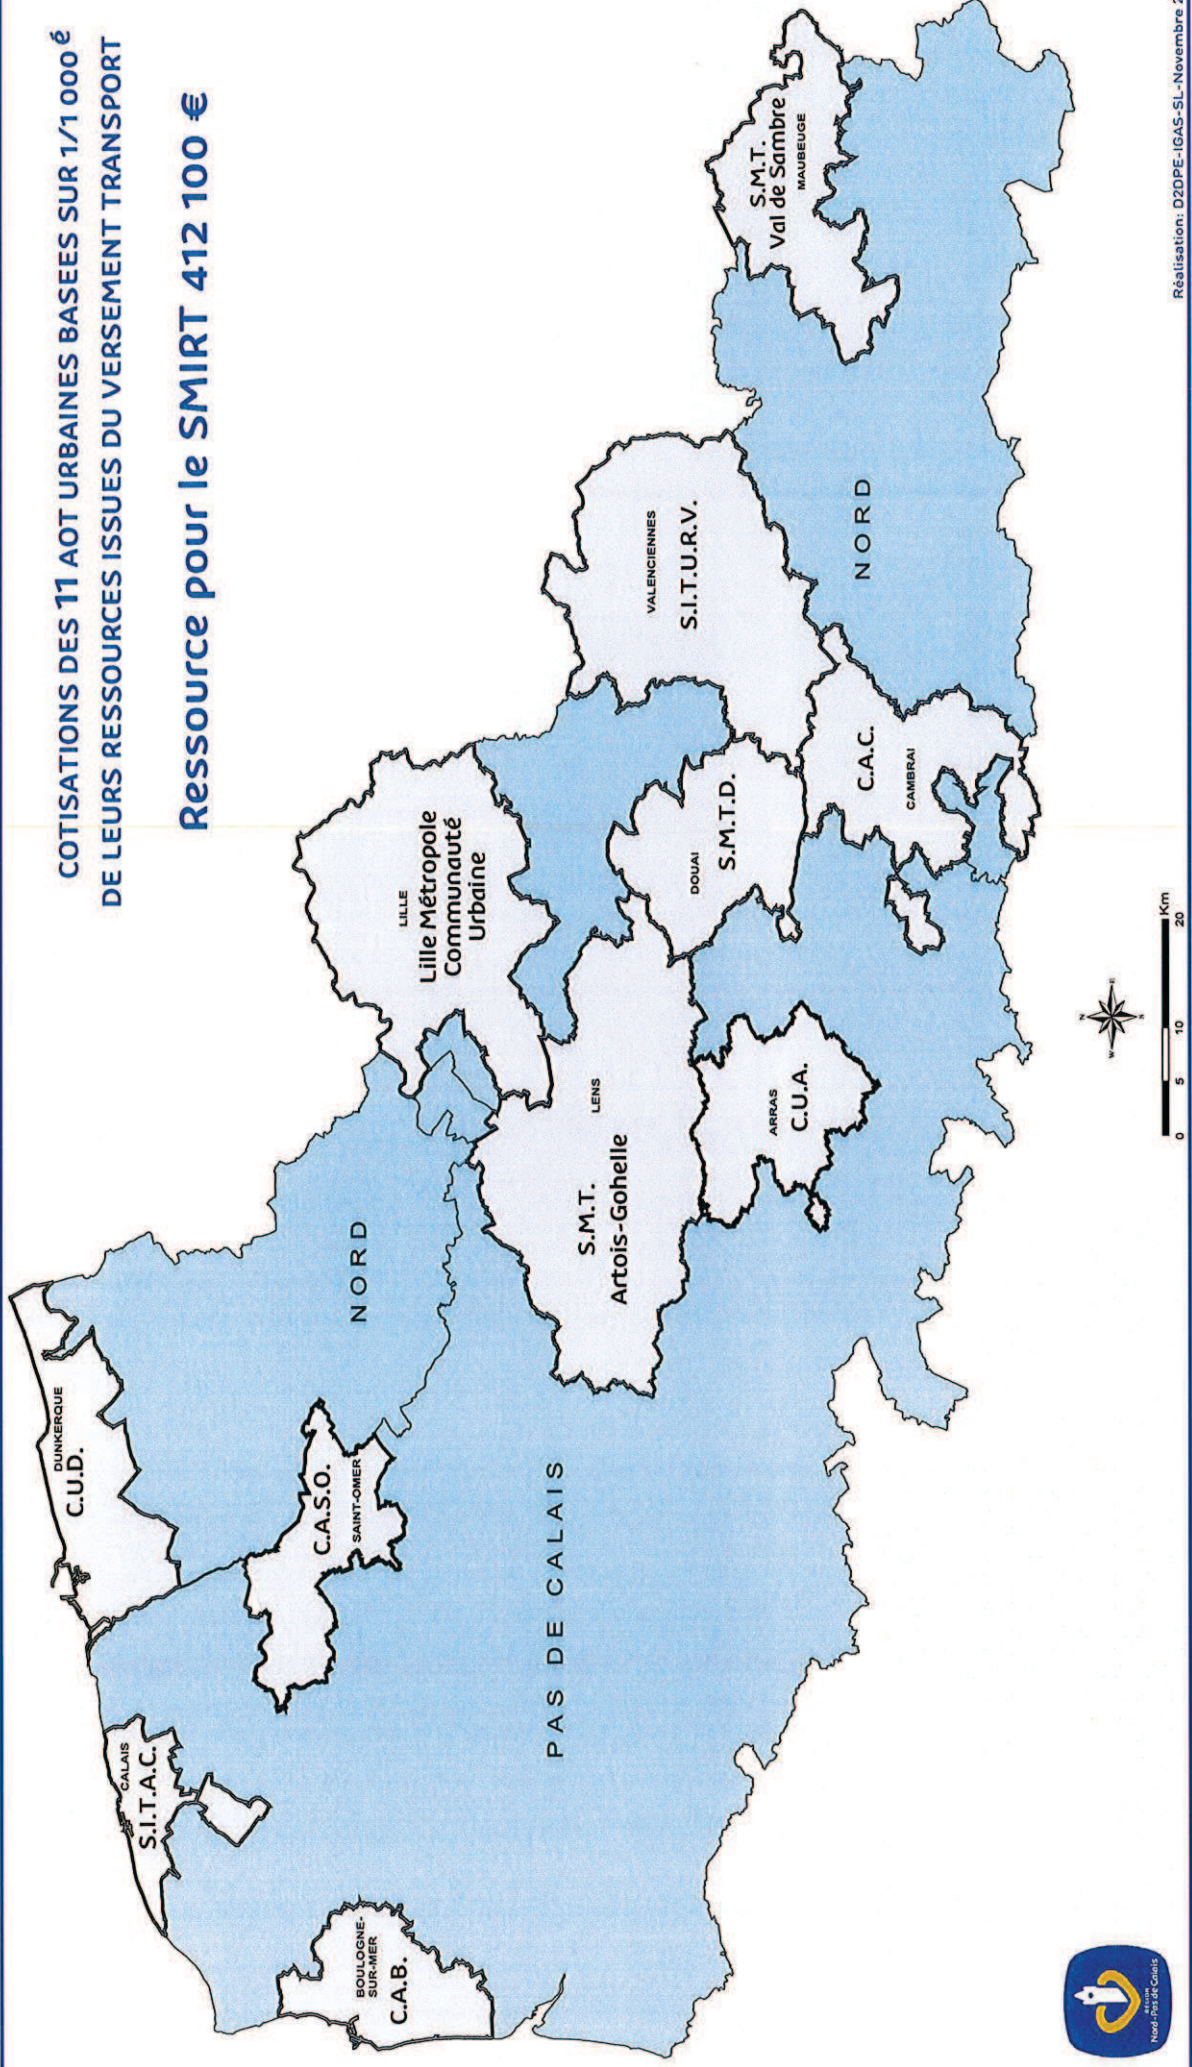 COTISATIONS DES 11 AOT URBAINES BASEES SUR 1/1 000 é
DE LEURS RESSOURCES ISSUES DU VERSEMENT TRANSPORT
Ressource pour le SMIRT 412 100 €
DUNKERQUE
C.U.D.
CALAIS
S.I.T.A.C.
BOULOGNE-
SUR-MER
C.A.B.
C.A.S.O.
SAINT-OMER
NORD
PAS DE CALAIS
LILLE
Lille Métropole
Communauté
Urbaine
LENS
S.M.T.
Artois-Gohelle
ARRAS
C.U.A.
DOUAI
S.M.T.D.
VALENCIENNES
S.I.T.U.R.V.
C.A.C.
CAMBRAI
NORD
S.M.T.
Val de Sambre
MAUBEUGE
N
W E
S
0 5 10 20 Km
RÉGION
Nord-Pas de Calais
Réalisation: D2DPE-IGAS-SL-Novembre 2